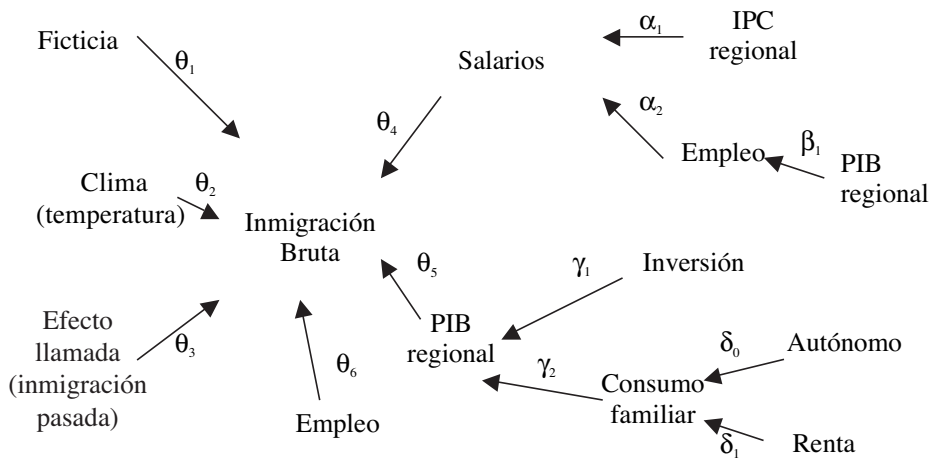 Ficticia
θ₁
Salarios
α₁
IPC
regional
α₂
θ₄
Empleo
β₁
PIB
regional
Clima
(temperatura)
θ₂
Inmigración
Bruta
θ₅
γ₁
Inversión
Efecto
llamada
(inmigración
pasada)
θ₃
θ₆
Empleo
PIB
regional
γ₂
Consumo
familiar
δ₀
Autónomo
δ₁
Renta